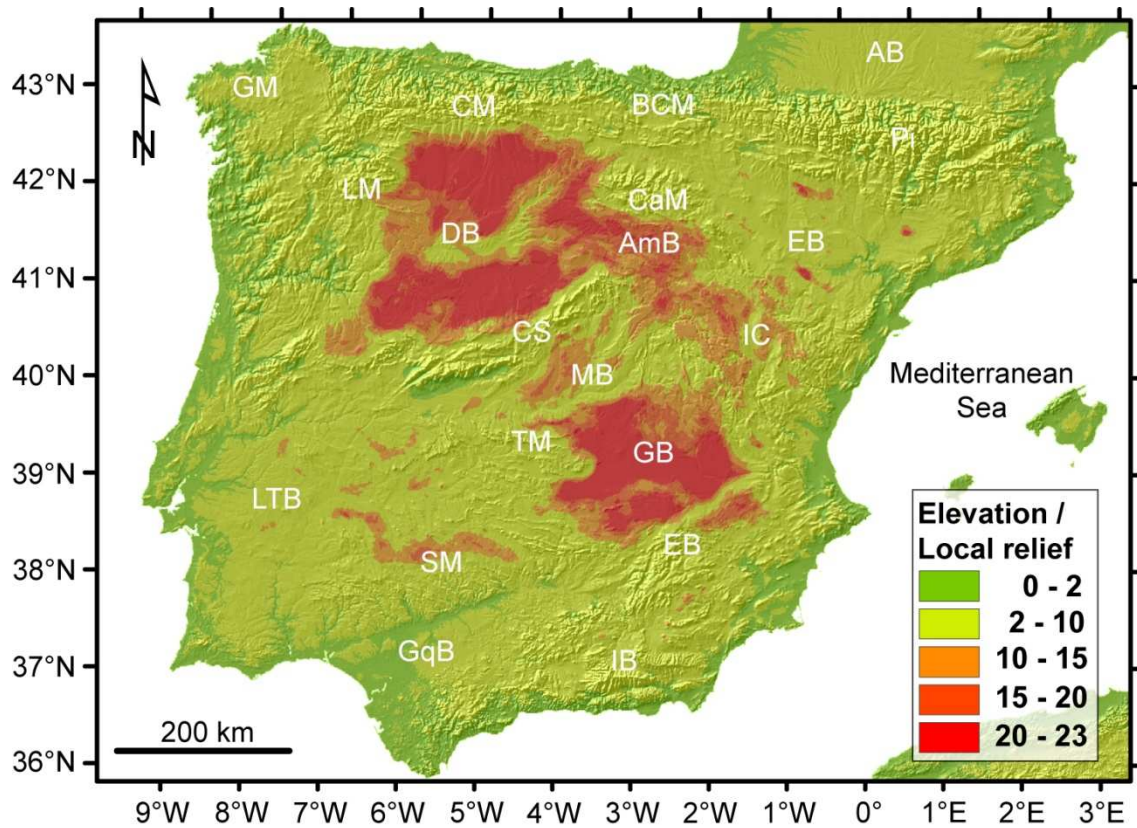 43°N
42°N
41°N
40°N
39°N
38°N
37°N
36°N
N
GM
CM
BCM
AB
Pi
LM
CaM
DB
AmB
EB
CS
IC
MB
Mediterranean
Sea
TM
GB
LTB
EB
SM
GqB
IB
Elevation /
Local relief
0 - 2
2 - 10
10 - 15
15 - 20
20 - 23
200 km
9°W 8°W 7°W 6°W 5°W 4°W 3°W 2°W 1°W 0° 1°E 2°E 3°E